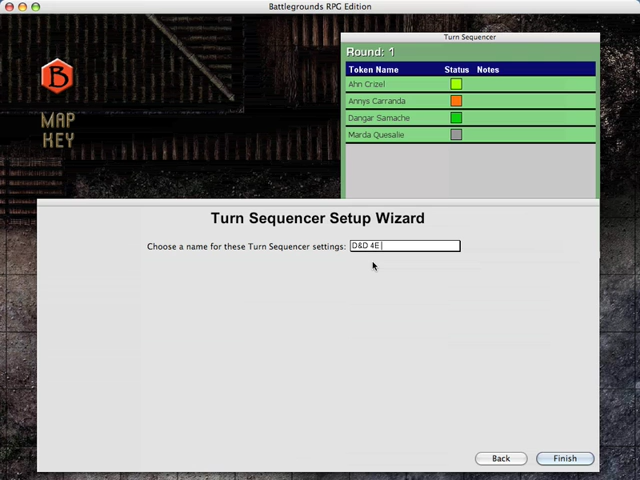 Battlegrounds RPG Edition
Turn Sequencer
Round: 1
Token Name Status Notes
Ahn Crizel
Annys Carranda
Dangar Samache
Marda Quesalie
B
MAP
KEY
Turn Sequencer Setup Wizard
Choose a name for these Turn Sequencer settings: D&D 4E
Back Finish